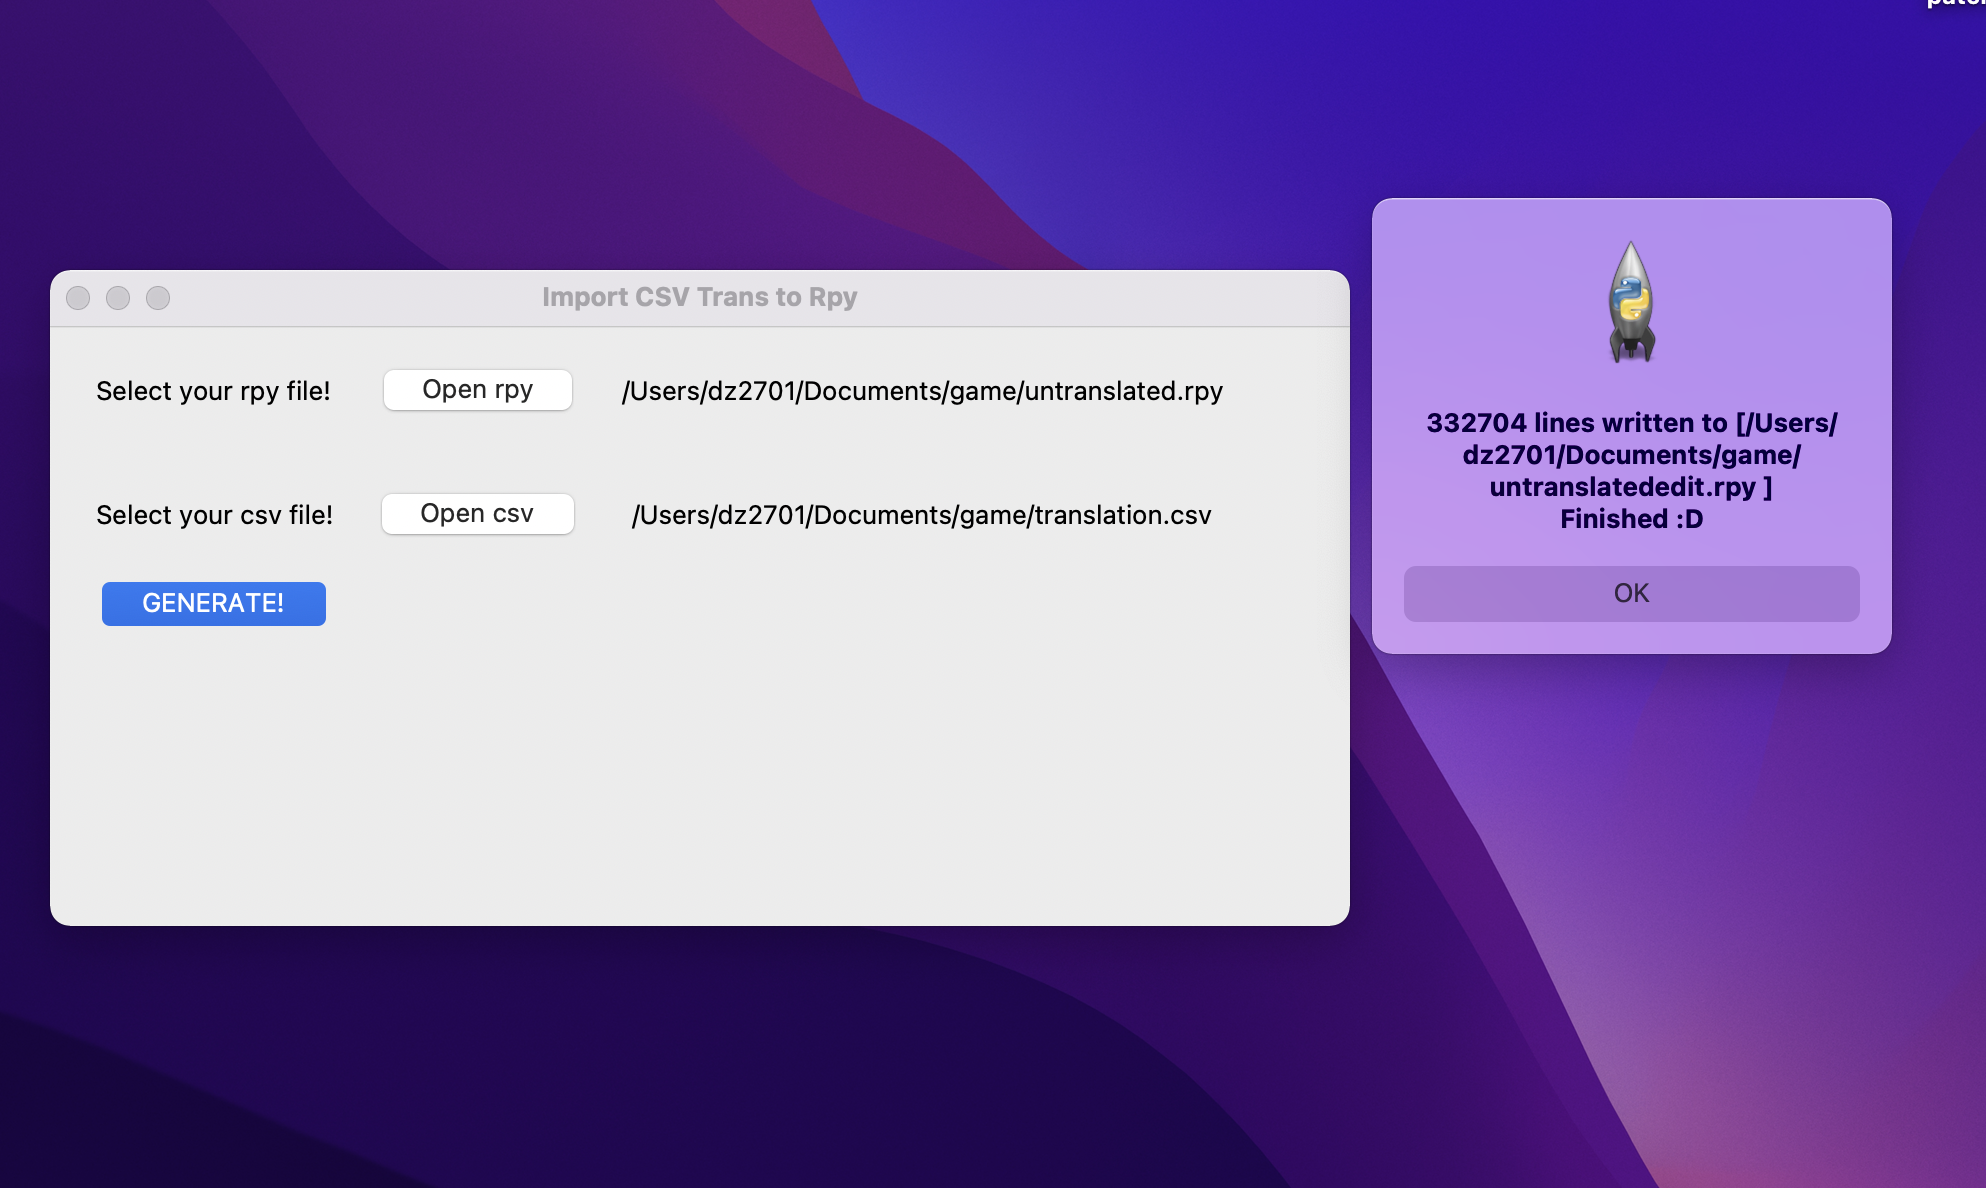 Import CSV Trans to Rpy
Select your rpy file!
Open rpy
/Users/dz2701/Documents/game/untranslated.rpy
Select your csv file!
Open csv
/Users/dz2701/Documents/game/translation.csv
GENERATE!
332704 lines written to [/Users/
dz2701/Documents/game/
untranslatededit.rpy ]
Finished :D
OK